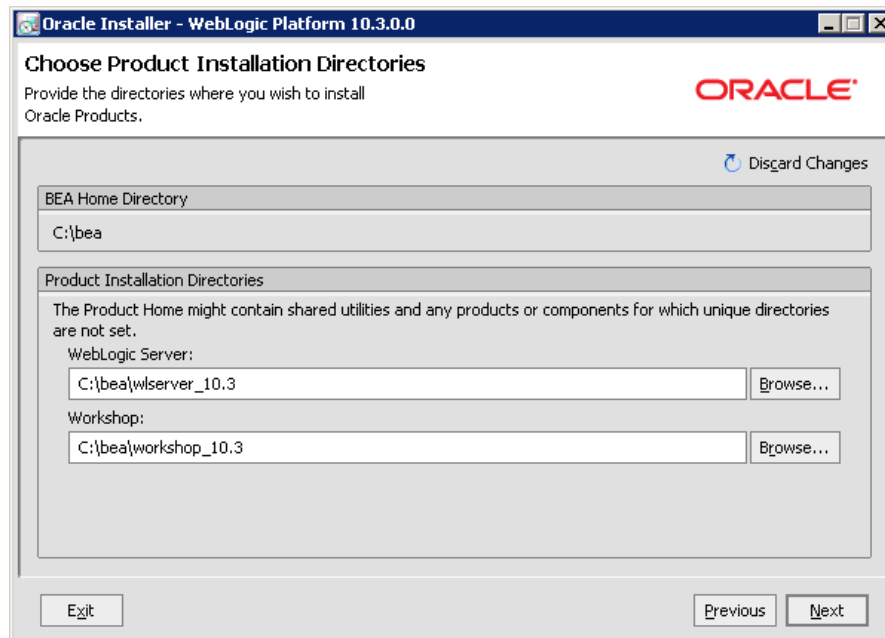 Oracle Installer - WebLogic Platform 10.3.0.0
Choose Product Installation Directories
Provide the directories where you wish to install
Oracle Products.
ORACLE
Discard Changes
BEA Home Directory
C:\bea
Product Installation Directories
The Product Home might contain shared utilities and any products or components for which unique directories
are not set.
WebLogic Server:
C:\bea\wlserver_10.3
Browse...
Workshop:
C:\bea\workshop_10.3
Browse...
Exit
Previous
Next